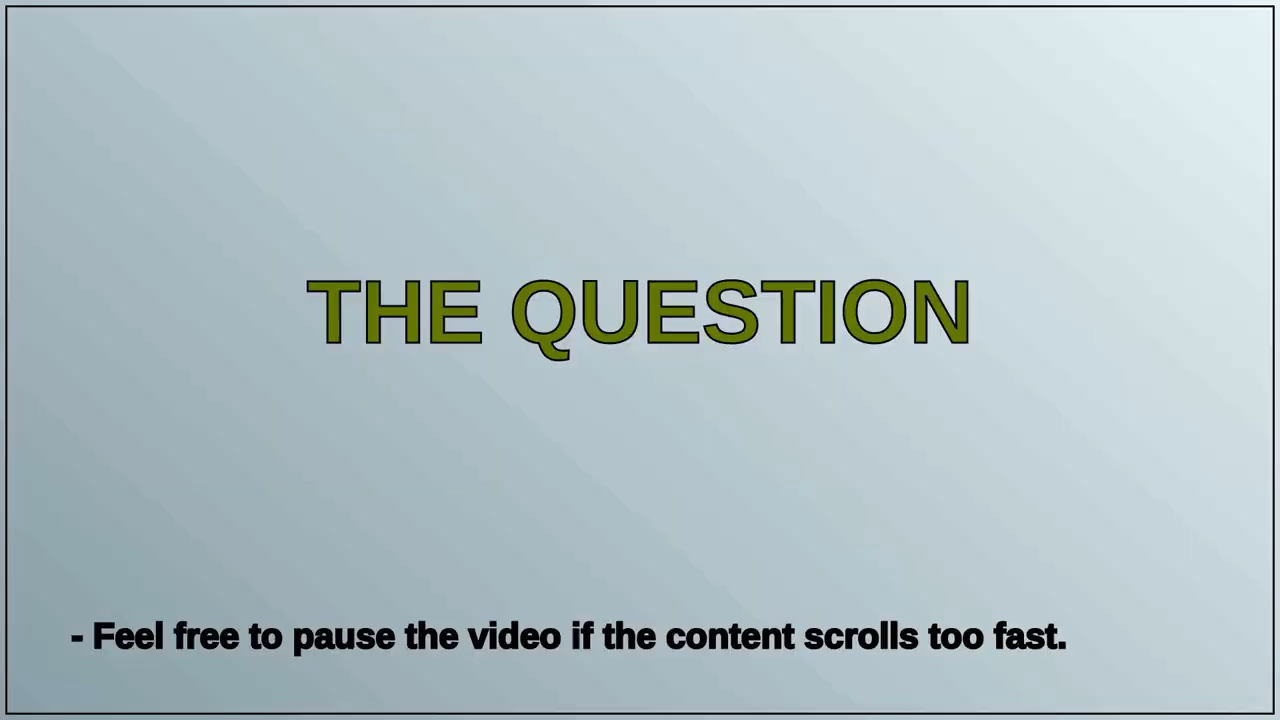 THE QUESTION
- Feel free to pause the video if the content scrolls too fast.